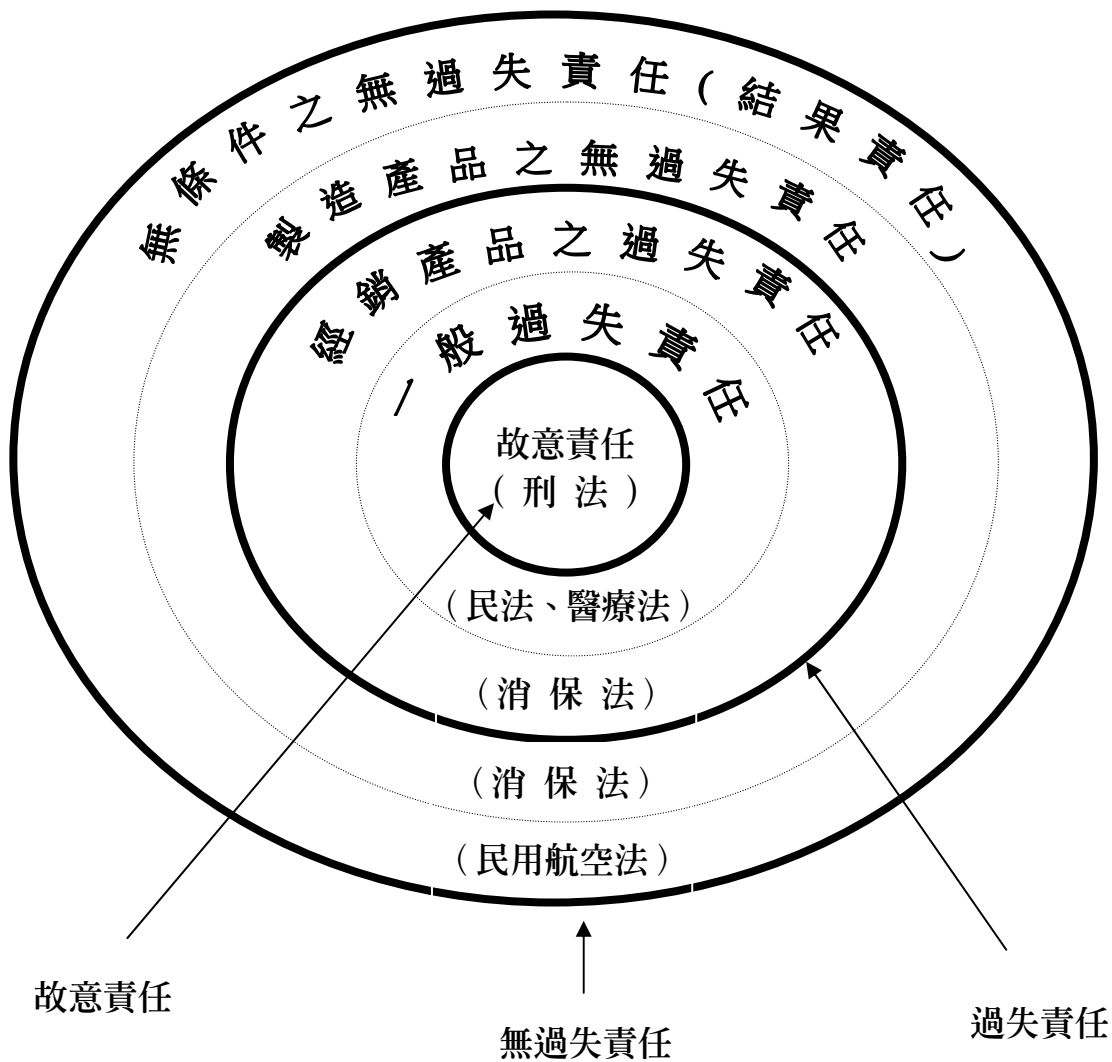 無條件之無過失責任(結果責任)
製造產品之無過失責任
經銷產品之過失責任
一般過失責任
故意責任
(刑法)
(民法、醫療法)
(消保法)
(消保法)
(民用航空法)
故意責任
無過失責任
過失責任